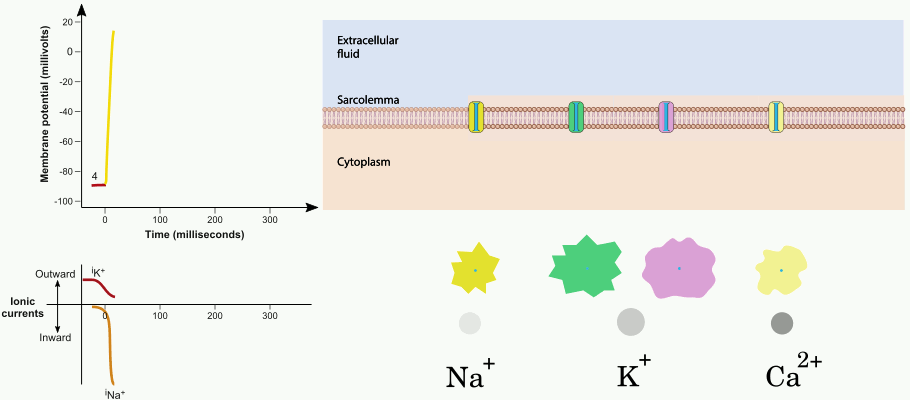 Membrane potential (millivolts)
20
0
-20
-40
-60
-80
-100
4
0
100
200
300
Time (milliseconds)
Extracellular
fluid
Sarcolemma
Cytoplasm
Outward
Ionic
currents
Inward
iK+
0
100
200
300
iNa+
Na+
K+
Ca2+